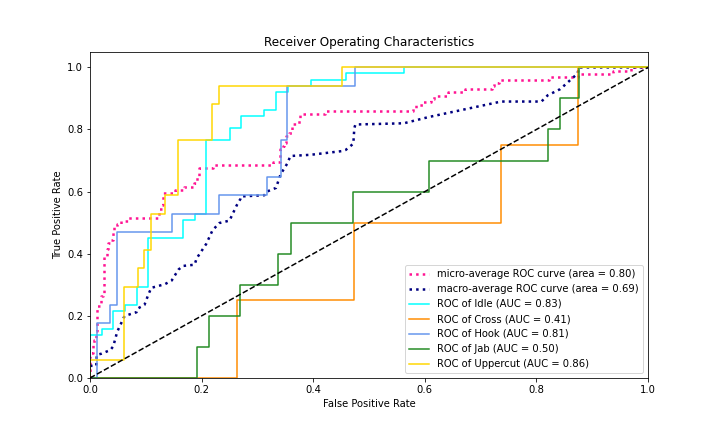 Receiver Operating Characteristics
True Positive Rate
1.0
0.8
0.6
0.4
0.2
0.0
micro-average ROC curve (area = 0.80)
macro-average ROC curve (area = 0.69)
ROC of Idle (AUC = 0.83)
ROC of Cross (AUC = 0.41)
ROC of Hook (AUC = 0.81)
ROC of Jab (AUC = 0.50)
ROC of Uppercut (AUC = 0.86)
0.0 0.2 0.4 0.6 0.8 1.0
False Positive Rate